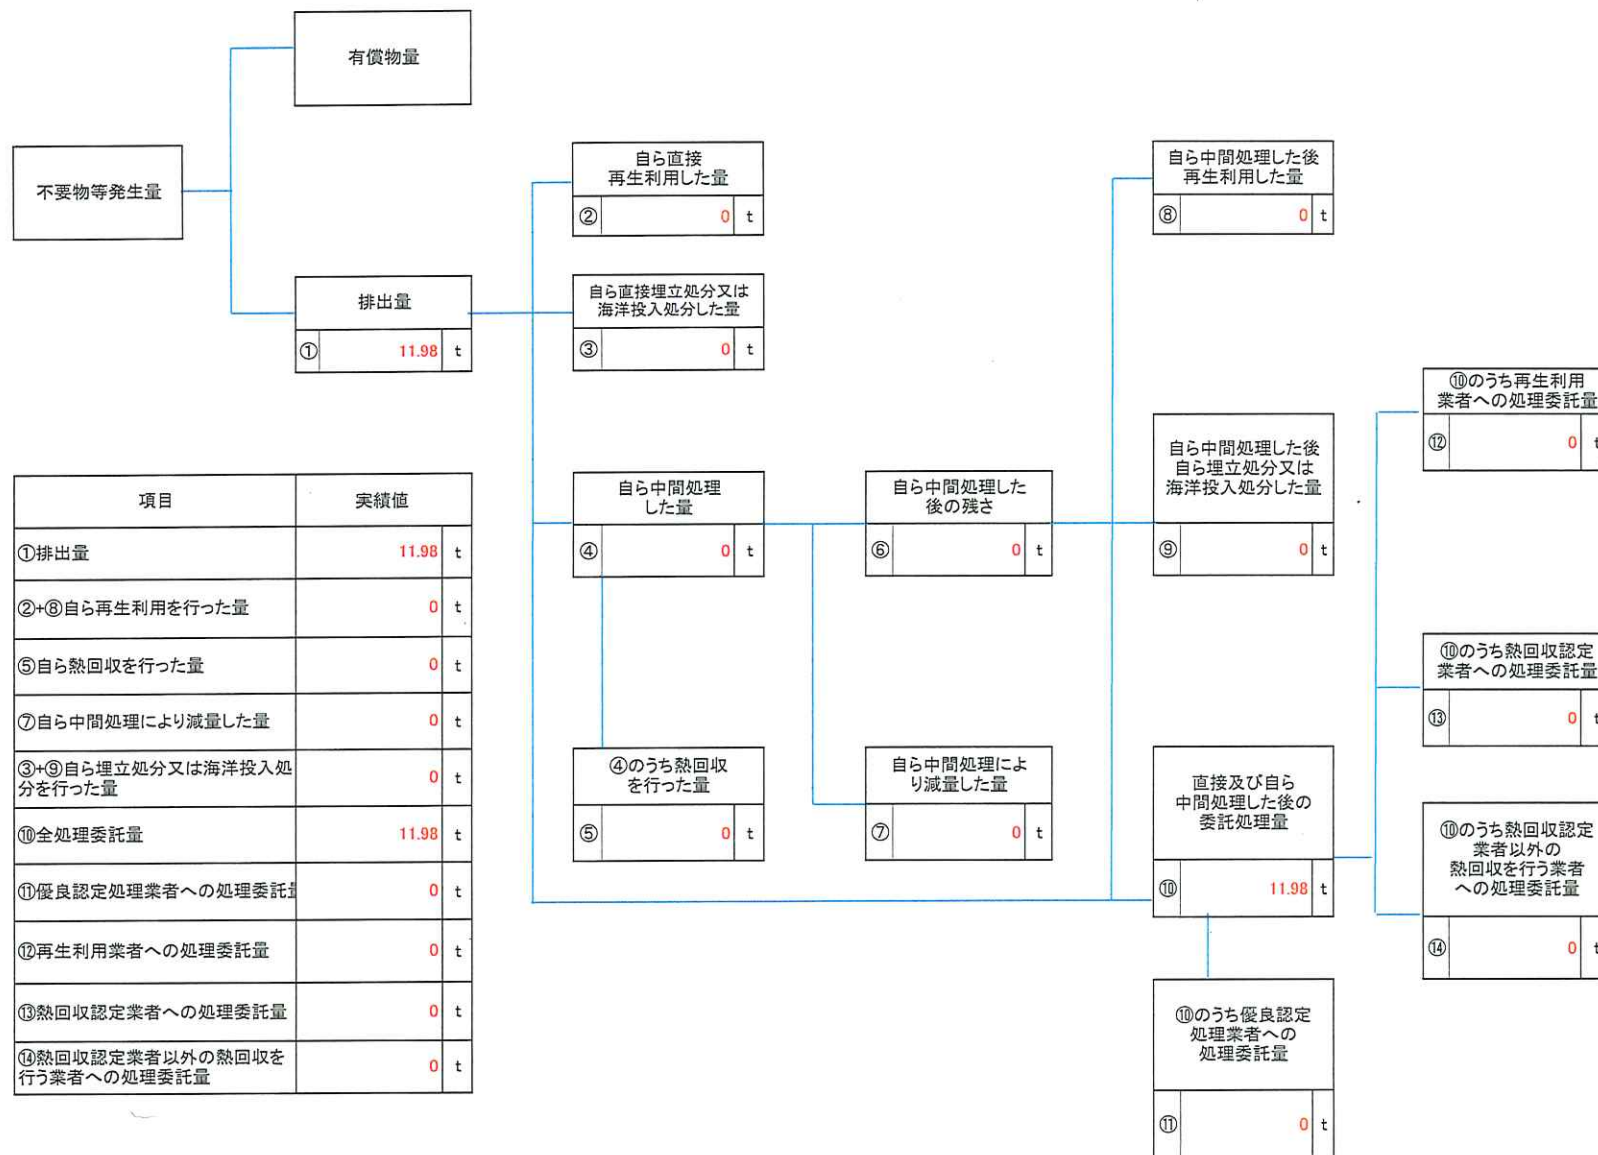 有償物量
不要物等発生量
排出量
① 11.98 t
自ら直接
再生利用した量
② 0 t
自ら直接埋立処分又は
海洋投入処分した量
③ 0 t
自ら中間処理
した量
④ 0 t
④のうち熱回収
を行った量
⑤ 0 t
自ら中間処理した
後の残さ
⑥ 0 t
自ら中間処理によ
り減量した量
⑦ 0 t
自ら中間処理した後
再生利用した量
⑧ 0 t
自ら中間処理した後
自ら埋立処分又は
海洋投入処分した量
⑨ 0 t
直接及び自ら
中間処理した後の
委託処理量
⑩ 11.98 t
⑩のうち優良認定
処理業者への
処理委託量
⑪ 0 t
⑩のうち再生利用
業者への処理委託量
⑫ 0 t
⑩のうち熱回収認定
業者への処理委託量
⑬ 0 t
⑩のうち熱回収認定
業者以外の
熱回収を行う業者
への処理委託量
⑭ 0 t
項目 実績値
①排出量 11.98 t
②+⑧自ら再生利用を行った量 0 t
⑤自ら熱回収を行った量 0 t
⑦自ら中間処理により減量した量 0 t
③+⑨自ら埋立処分又は海洋投入処
分を行った量 0 t
⑩全処理委託量 11.98 t
⑪優良認定処理業者への処理委託量 0 t
⑫再生利用業者への処理委託量 0 t
⑬熱回収認定業者への処理委託量 0 t
⑭熱回収認定業者以外の熱回収を
行う業者への処理委託量 0 t